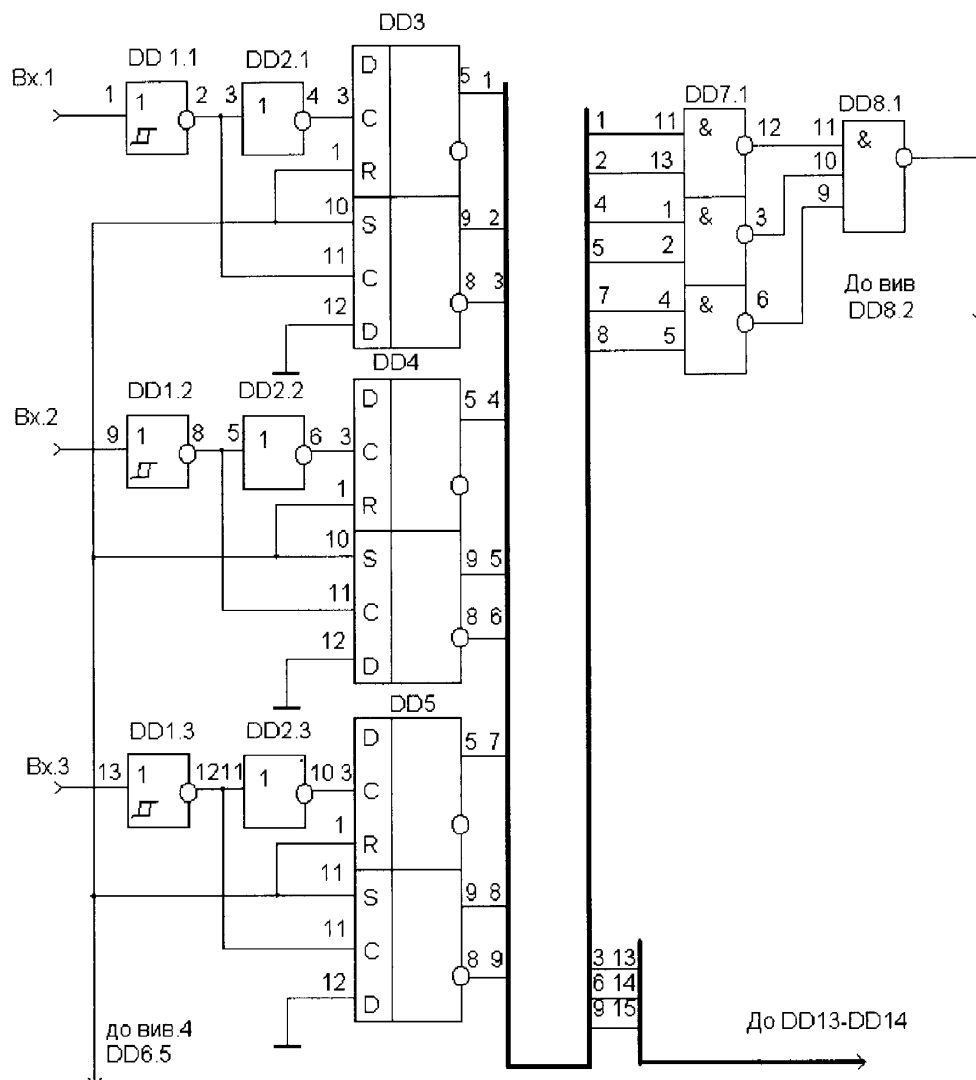 DD3
DD 1.1 DD2.1
Вх.1
1 1 2 3 1 4 3
D
C
R
S
C
D
1
10
11
12
5 1
9 2
8 3
DD4
DD1.2 DD2.2
Вх.2
9 1 8 5 1 6 3
D
C
R
S
C
D
1
10
11
12
5 4
9 5
8 6
DD5
DD1.3 DD2.3
Вх.3
13 1 12 11 1 10 3
D
C
R
S
C
D
1
11
11
12
5 7
9 8
8 9
до вив.4
DD6.5
DD7.1
DD8.1
1 11 & 12 11 &
2 13 10
4 1 & 3 9
5 2
7 4 & 6
8 5
До вив
DD8.2
3 13
6 14
9 15
До DD13-DD14